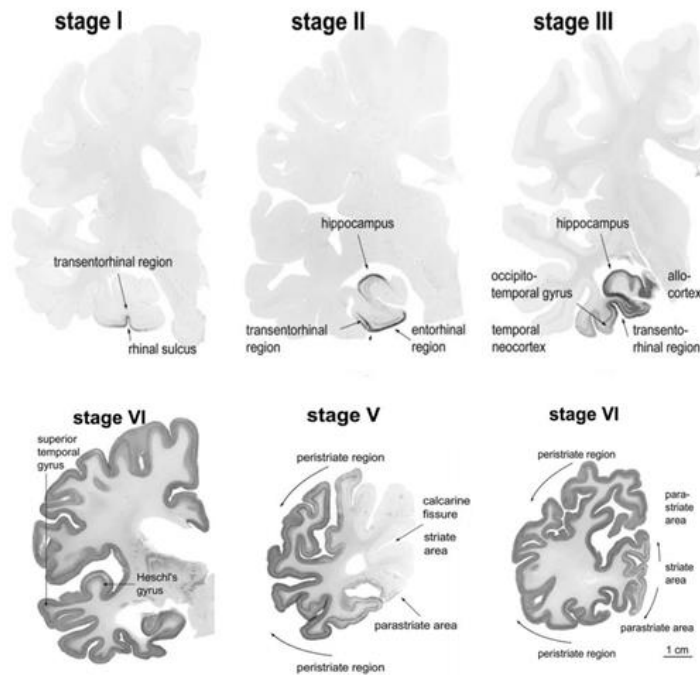 stage I
stage II
stage III
transentorhinal region
rhinal sulcus
hippocampus
transentorhinal
region
entorhinal
region
hippocampus
occipito-
temporal gyrus
allo-
cortex
temporal
neocortex
transento-
rhinal region
stage VI
superior
temporal
gyrus
Heschl's
gyrus
stage V
peristriate region
calcarine
fissure
striate
area
parastriate area
peristriate region
stage VI
peristriate region
para-
striate
area
striate
area
parastriate area
peristriate region
1 cm